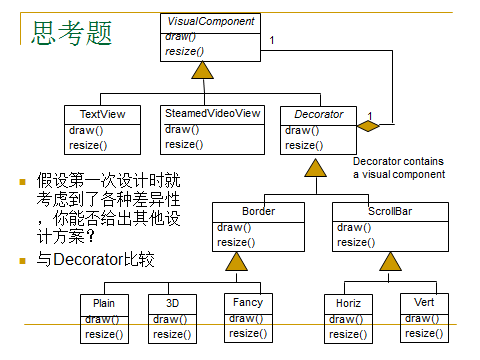 思考题
VisualComponent
draw()
resize()
1
TextView
draw()
resize()
SteamedVideoView
draw()
resize()
Decorator
draw()
resize()
1
Decorator contains
a visual component
假设第一次设计时就
考虑到了各种差异性
，你能否给出其他设
计方案？
与Decorator比较
Border
draw()
resize()
ScrollBar
draw()
resize()
Plain
draw()
resize()
3D
draw()
resize()
Fancy
draw()
resize()
Horiz
draw()
resize()
Vert
draw()
resize()